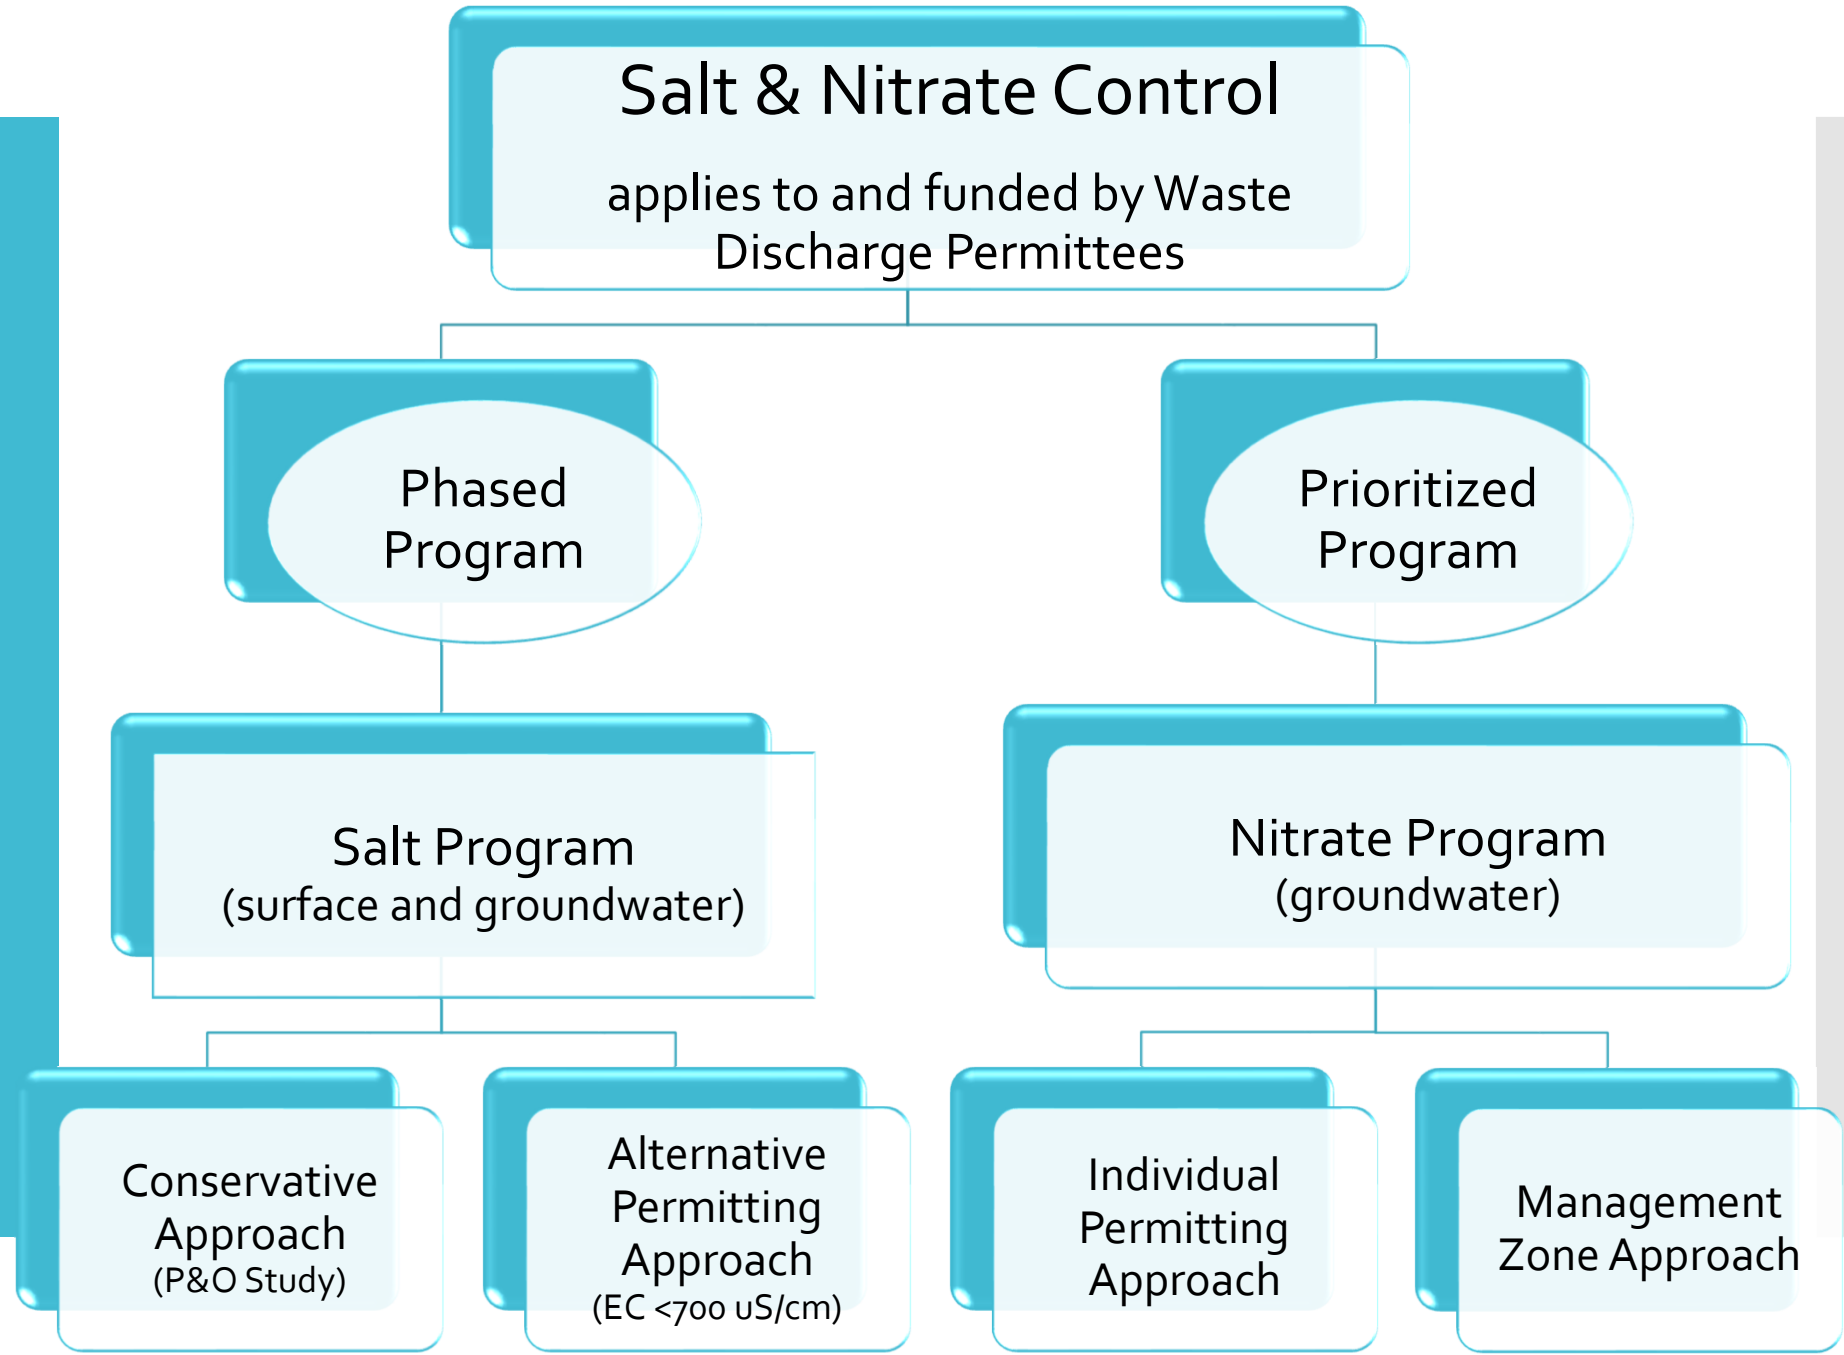 Salt & Nitrate Control
applies to and funded by Waste
Discharge Permittees
Phased
Program
Prioritized
Program
Salt Program
(surface and groundwater)
Nitrate Program
(groundwater)
Conservative
Approach
(P&O Study)
Alternative
Permitting
Approach
(EC <700 uS/cm)
Individual
Permitting
Approach
Management
Zone Approach